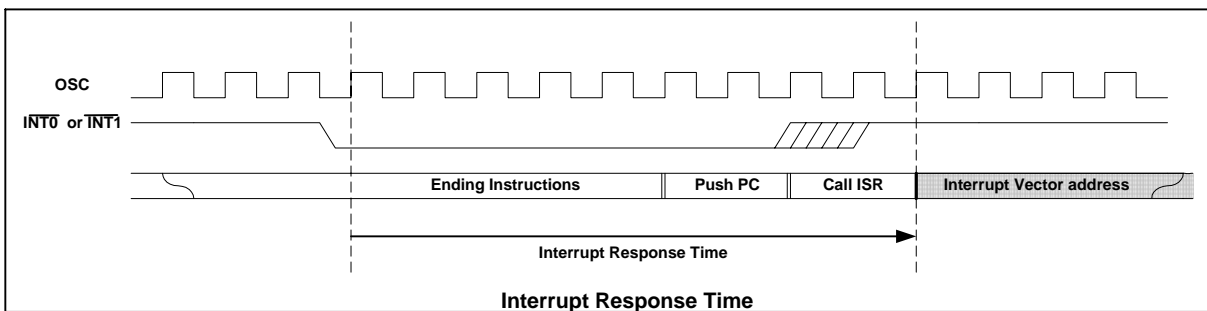 OSC
INT0 or INT1
Ending Instructions
Push PC
Call ISR
Interrupt Vector address
Interrupt Response Time
Interrupt Response Time